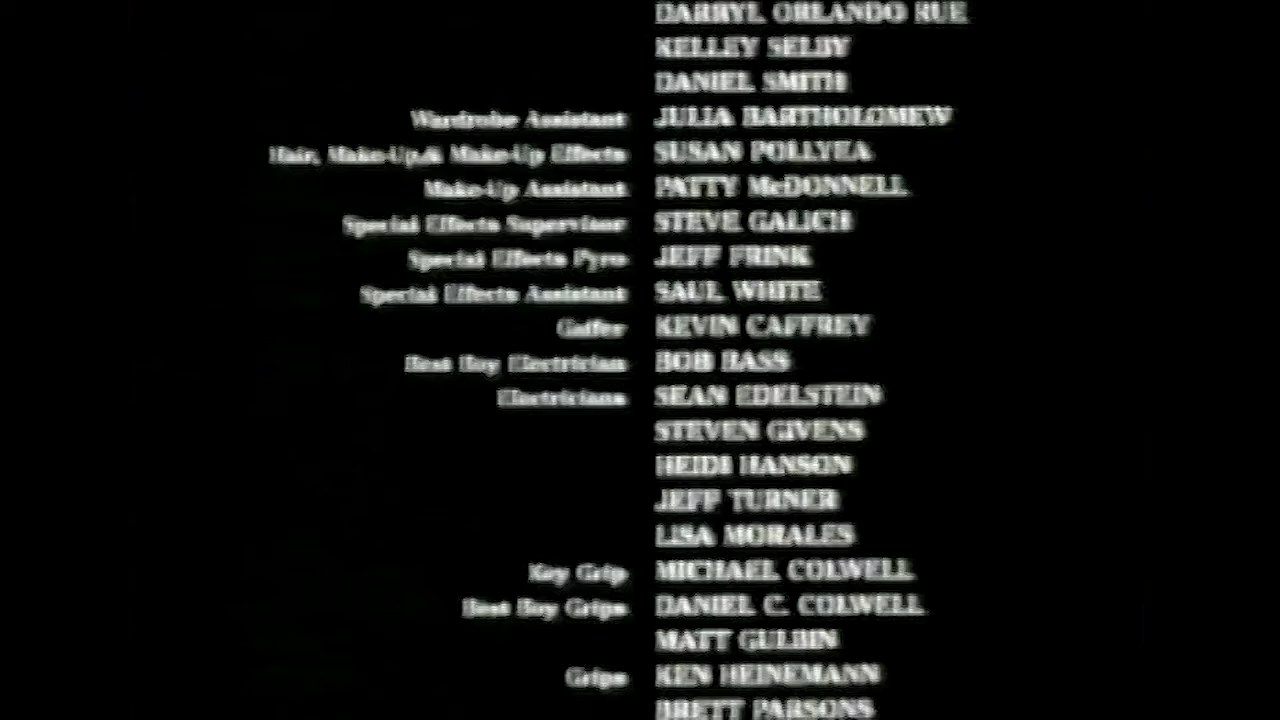 DARRYL ORLANDO RUE
KELLEY SELBY
DANIEL SMITH
Wardrobe Assistant JULIA BARTHOLOMEW
Hair, Make-Up,& Make-Up Effects SUSAN POLLYEA
Make-Up Assistant PATTY McDONNELL
Special Effects Supervisor STEVE GALICH
Special Effects Pyro JEFF FRINK
Special Effects Assistant SAUL WHITE
Gaffer KEVIN CAFFREY
Best Boy Electrician BOB BASS
Electricians SEAN EDELSTEIN
STEVEN GIVENS
HEIDI HANSON
JEFF TURNER
LISA MORALES
Key Grip MICHAEL COLWELL
Best Boy Grips DANIEL C. COLWELL
MATT GULBIN
Grips KEN HEINEMANN
BRETT PARSONS